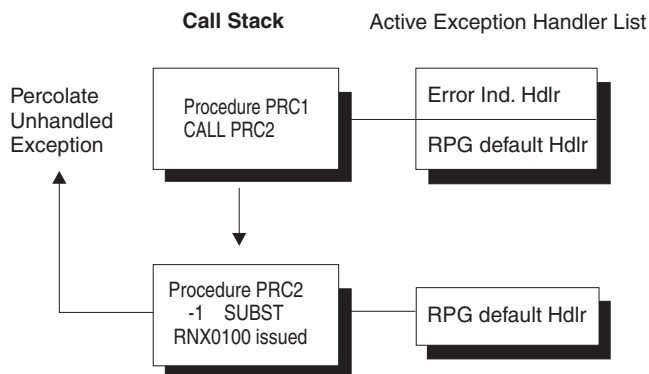 Call Stack
Active Exception Handler List
Percolate
Unhandled
Exception
Procedure PRC1
CALL PRC2
Error Ind. Hdlr
RPG default Hdlr
Procedure PRC2
-1 SUBST
RNX0100 issued
RPG default Hdlr